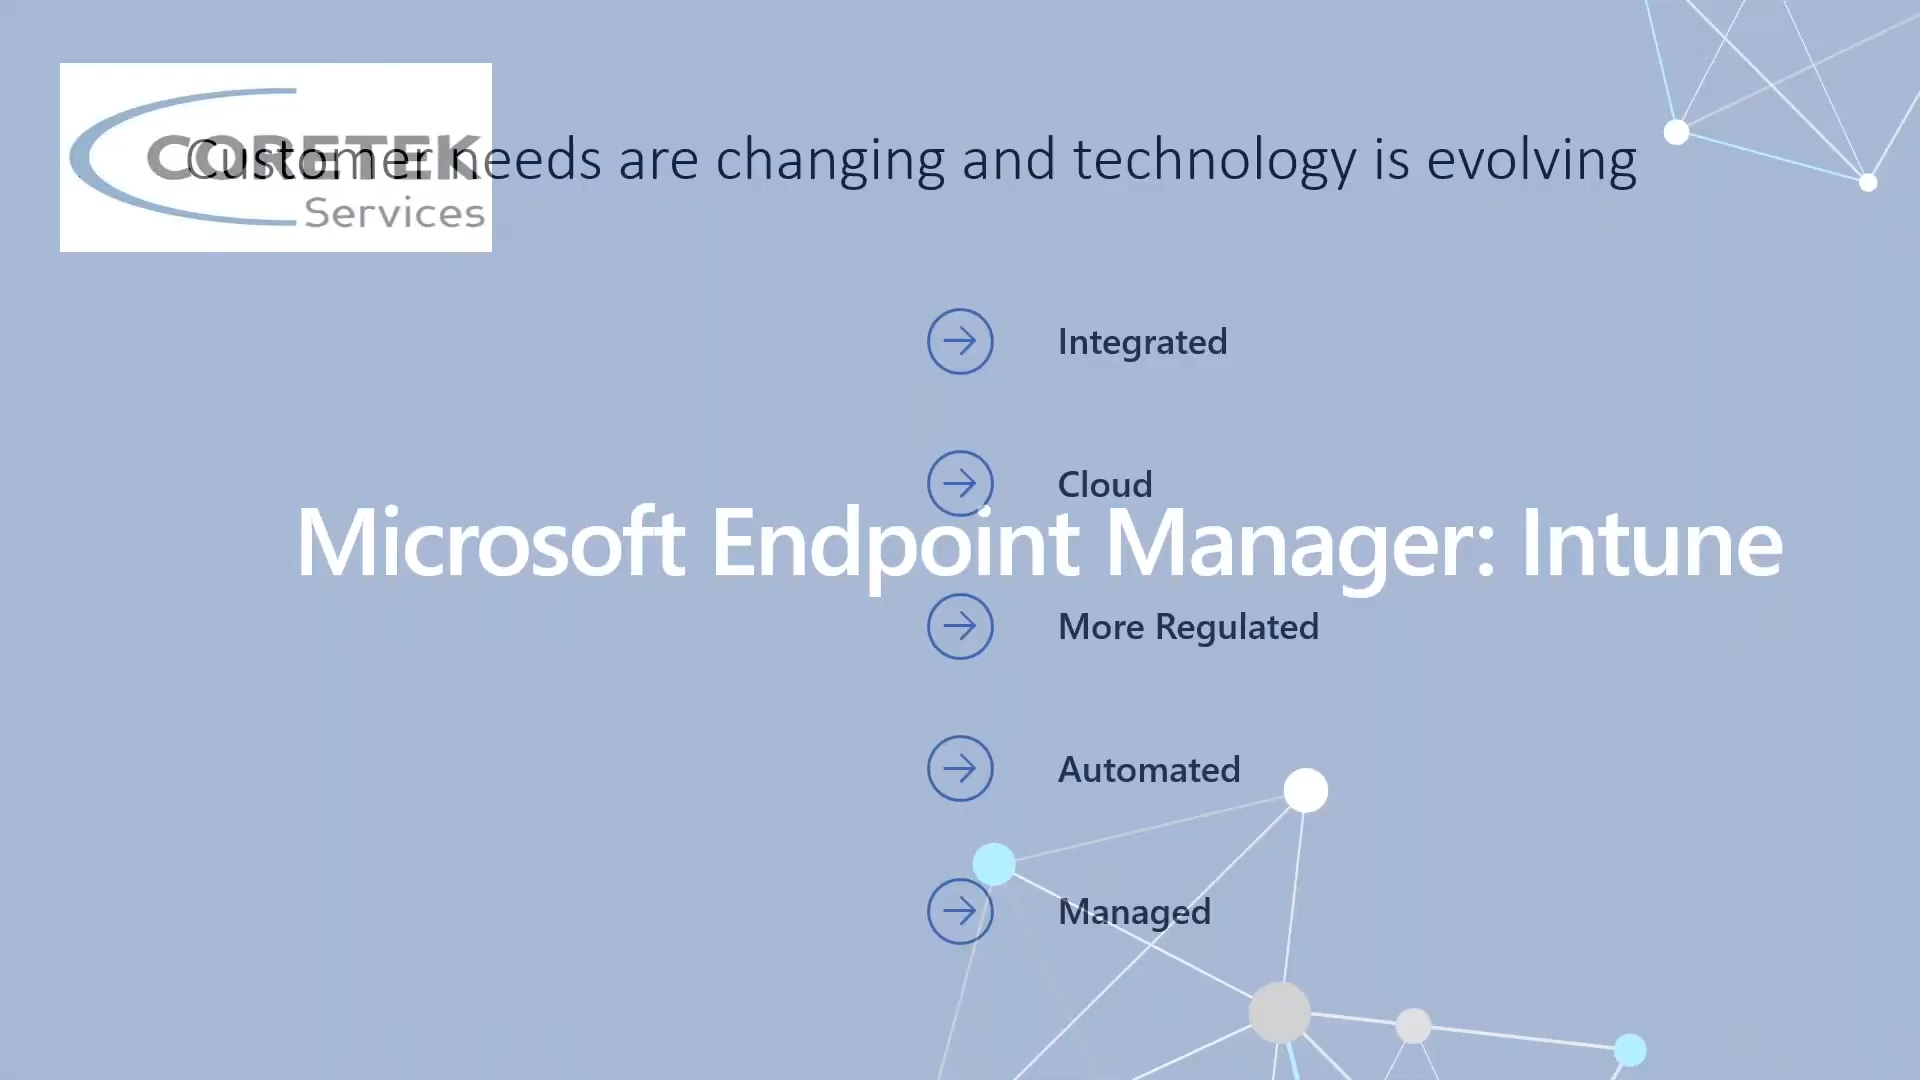 CORETEK
Services
Customer needs are changing and technology is evolving
Integrated
Cloud
Microsoft Endpoint Manager: Intune
More Regulated
Automated
Managed